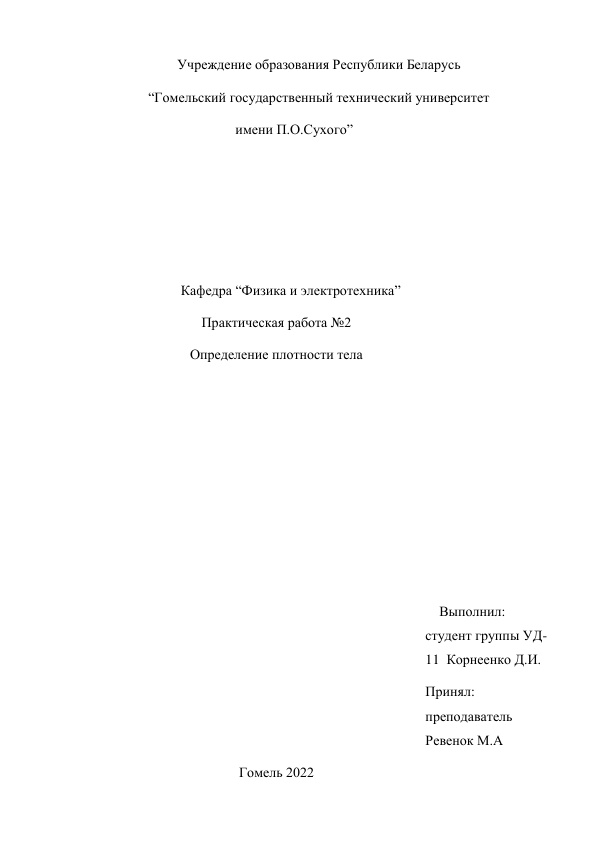 Учреждение образования Республики Беларусь
“Гомельский государственный технический университет
имени П.О.Сухого”
Кафедра “Физика и электротехника”
Практическая работа №2
Определение плотности тела
Выполнил:
студент группы УД-
11 Корнеенко Д.И.
Принял:
преподаватель
Ревенок М.А
Гомель 2022